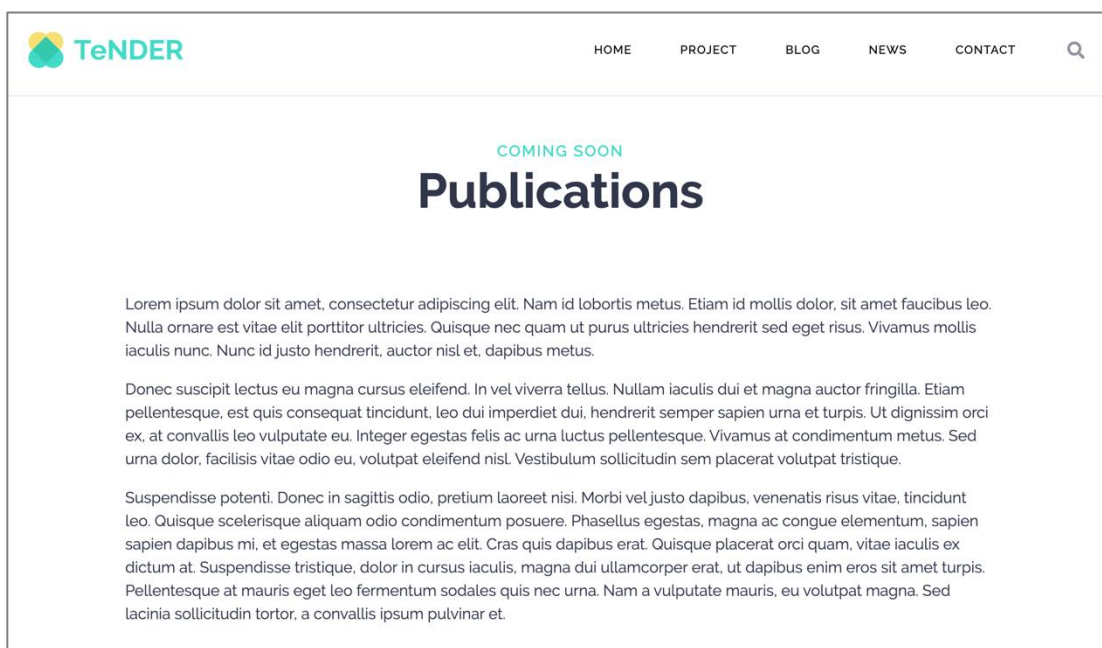 TeNDER
HOME PROJECT BLOG NEWS CONTACT
COMING SOON
Publications
Lorem ipsum dolor sit amet, consectetur adipiscing elit. Nam id lobortis metus. Etiam id mollis dolor, sit amet faucibus leo.
Nulla ornare est vitae elit porttitor ultricies. Quisque nec quam ut purus ultricies hendrerit sed eget risus. Vivamus mollis
iaculis nunc. Nunc id justo hendrerit, auctor nisl et, dapibus metus.
Donec suscipit lectus eu magna cursus eleifend. In vel viverra tellus. Nullam iaculis dui et magna auctor fringilla. Etiam
pellentesque, est quis consequat tincidunt, leo dui imperdiet dui, hendrerit semper sapien urna et turpis. Ut dignissim orci
ex, at convallis leo vulputate eu. Integer egestas felis ac urna luctus pellentesque. Vivamus at condimentum metus. Sed
urna dolor, facilisis vitae odio eu, volutpat eleifend nisl. Vestibulum sollicitudin sem placerat volutpat tristique.
Suspendisse potenti. Donec in sagittis odio, pretium laoreet nisi. Morbi vel justo dapibus, venenatis risus vitae, tincidunt
leo. Quisque scelerisque aliquam odio condimentum posuere. Phasellus egestas, magna ac congue elementum, sapien
sapien dapibus mi, et egestas massa lorem ac elit. Cras quis dapibus erat. Quisque placerat orci quam, vitae iaculis ex
dictum at. Suspendisse tristique, dolor in cursus iaculis, magna dui ullamcorper erat, ut dapibus enim eros sit amet turpis.
Pellentesque at mauris eget leo fermentum sodales quis nec urna. Nam a vulputate mauris, eu volutpat magna. Sed
lacinia sollicitudin tortor, a convallis ipsum pulvinar et.